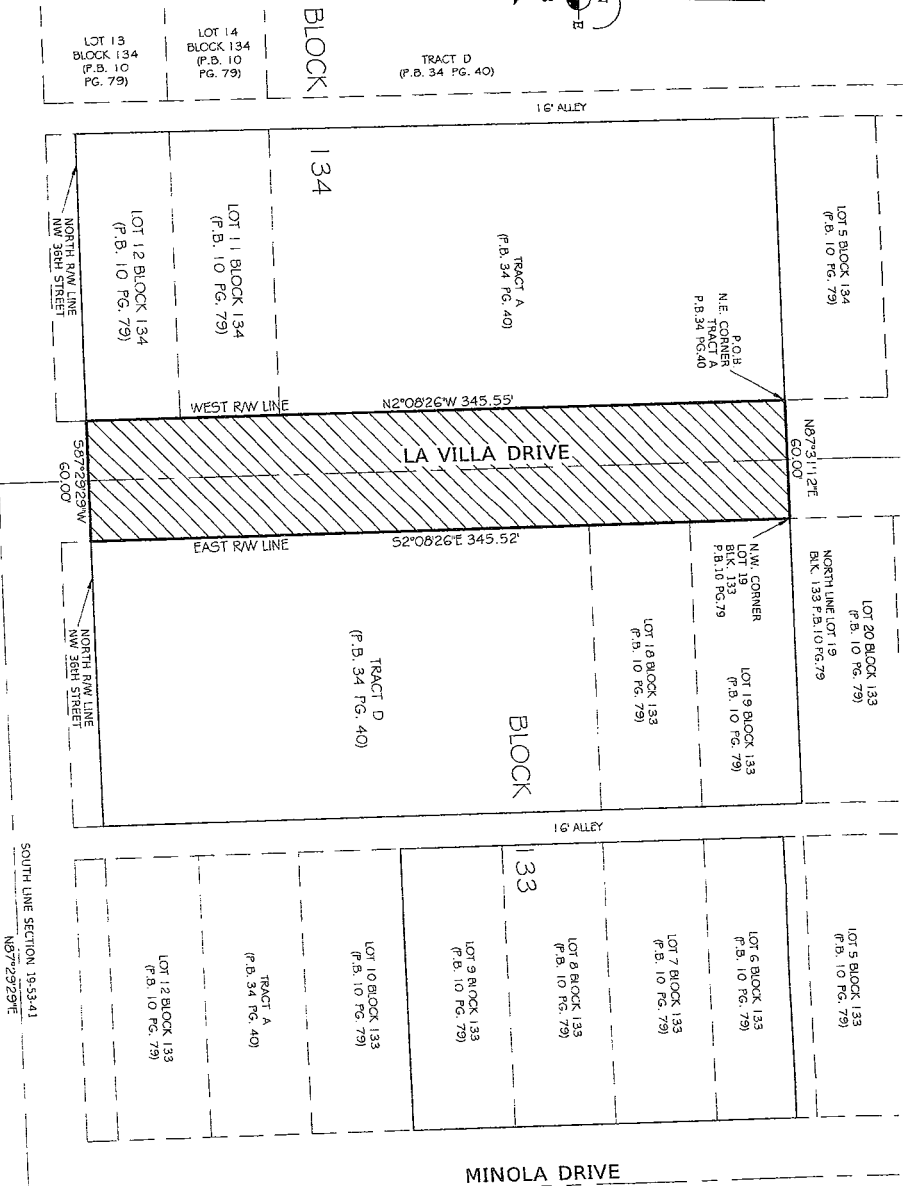 E
LOT 13
BLOCK 134
(P.B. 10
PG. 79)
LOT 14
BLOCK 134
(P.B. 10
PG. 79)
BLOCK
TRACT D
(P.B. 34 PG. 40)
16' ALLEY
134
NORTH R/W LINE
NW 36th STREET
LOT 12 BLOCK 134
(P.B. 10 PG. 79)
LOT 11 BLOCK 134
(P.B. 10 PG. 79)
TRACT A
(P.B. 34 PG. 40)
P.O.B.
N.E. CORNER
TRACT A
P.B.34 PG.40
LOT 5 BLOCK 134
(P.B. 10 PG. 79)
WEST R/W LINE
N2°08'26"W 345.55'
S87°29'29"W
60.00'
LA VILLA DRIVE
N87°31'12"E
60.00'
EAST R/W LINE
S2°08'26"E 345.52'
NORTH R/W LINE
NW 36th STREET
TRACT D
(P.B. 34 PG. 40)
BLOCK
LOT 18 BLOCK 133
(P.B. 10 PG. 79)
N.W. CORNER
LOT 19
BLK. 133
P.B.10 PG.79
LOT 19 BLOCK 133
(P.B. 10 PG. 79)
NORTH LINE LOT 19
BLK. 133 P.B.10 PG.79
LOT 20 BLOCK 133
(P.B. 10 PG. 79)
16' ALLEY
133
SOUTH LINE SECTION 19-53-41
N87°29'29"E
LOT 12 BLOCK 133
(P.B. 10 PG. 79)
TRACT A
(P.B. 34 PG. 40)
LOT 10 BLOCK 133
(P.B. 10 PG. 79)
LOT 9 BLOCK 133
(P.B. 10 PG. 79)
LOT 8 BLOCK 133
(P.B. 10 PG. 79)
LOT 7 BLOCK 133
(P.B. 10 PG. 79)
LOT 6 BLOCK 133
(P.B. 10 PG. 79)
LOT 5 BLOCK 133
(P.B. 10 PG. 79)
MINOLA DRIVE